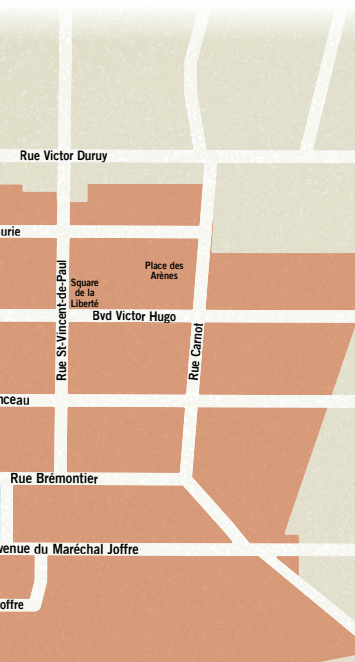 Rue Victor Duruy
urie
Place des
Arènes
Rue St-Vincent-de-Paul
Square
de la
Liberté
Bvd Victor Hugo
Rue Carnot
nceau
Rue Brémontier
venue du Maréchal Joffre
offre